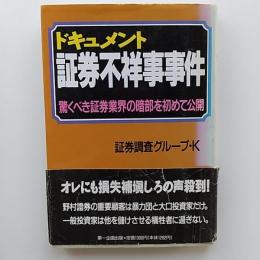 ドキュメント
証券不祥事事件
驚くべき証券業界の暗部を初めて公開
証券調査グループ・K
オレにも損失補塡しろの声殺到!
野村證券の重要顧客は暴力団と大口投資家だけ。
一般投資家は他を儲けさせる犠牲者に過ぎない。